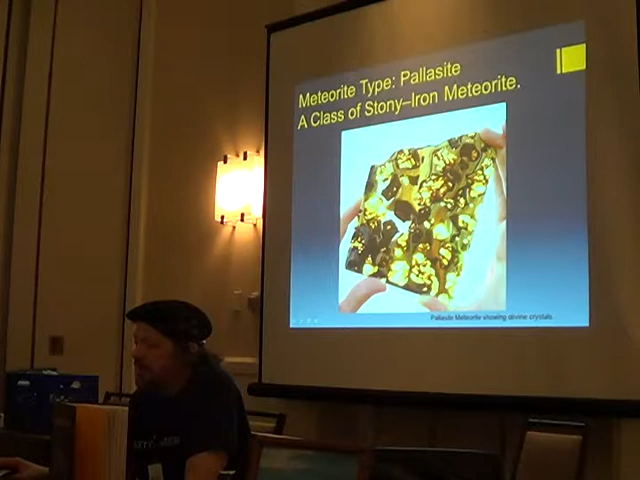 Meteorite Type: Pallasite
A Class of Stony–Iron Meteorite.
Pallasite Meteorite showing olivine crystals.